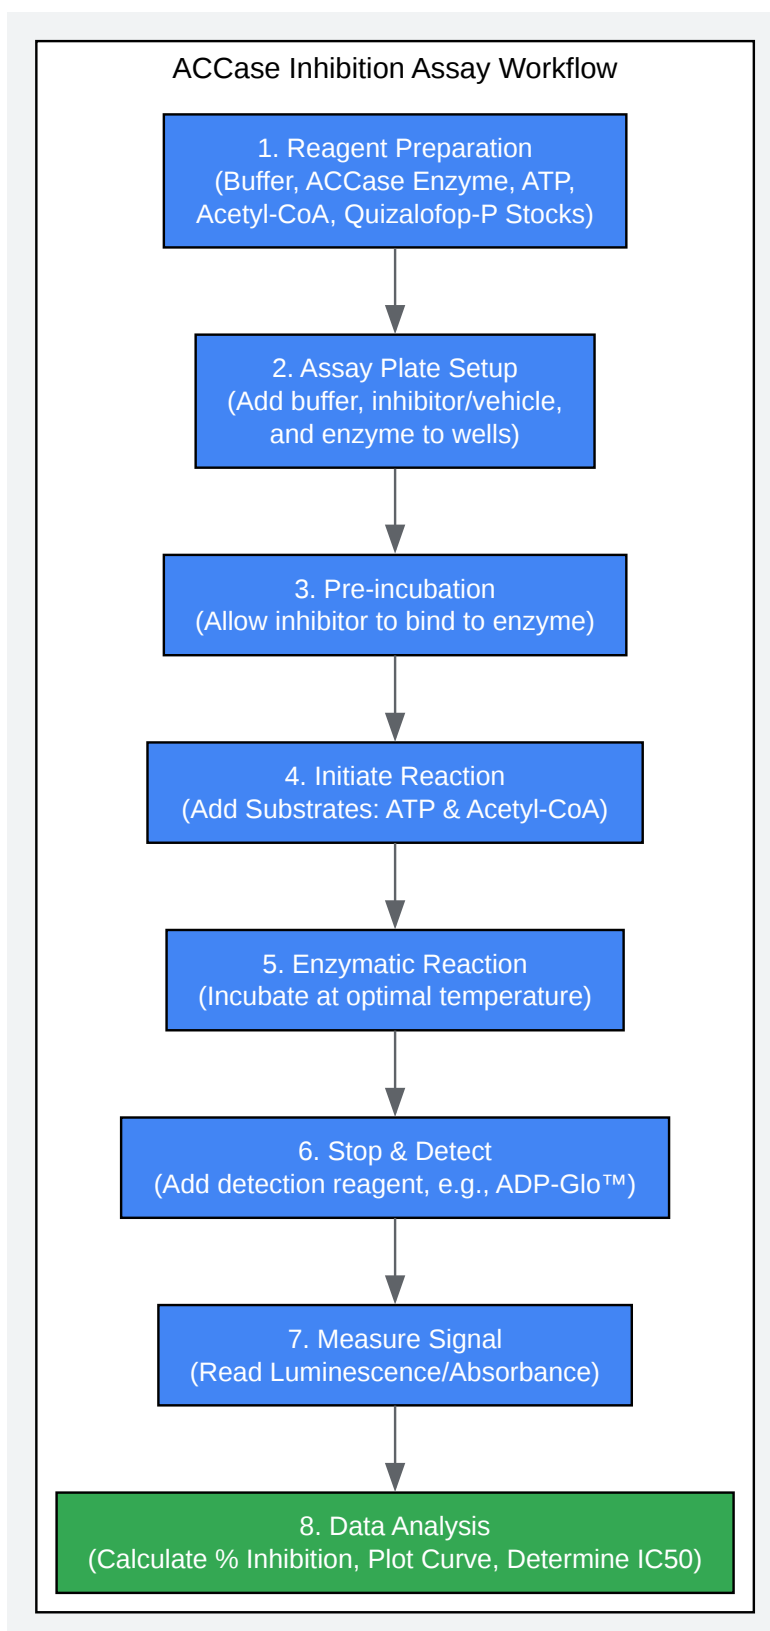 ACCase Inhibition Assay Workflow
1. Reagent Preparation
(Buffer, ACCase Enzyme, ATP,
Acetyl-CoA, Quizalofop-P Stocks)
2. Assay Plate Setup
(Add buffer, inhibitor/vehicle,
and enzyme to wells)
3. Pre-incubation
(Allow inhibitor to bind to enzyme)
4. Initiate Reaction
(Add Substrates: ATP & Acetyl-CoA)
5. Enzymatic Reaction
(Incubate at optimal temperature)
6. Stop & Detect
(Add detection reagent, e.g., ADP-Glo™)
7. Measure Signal
(Read Luminescence/Absorbance)
8. Data Analysis
(Calculate % Inhibition, Plot Curve, Determine IC50)